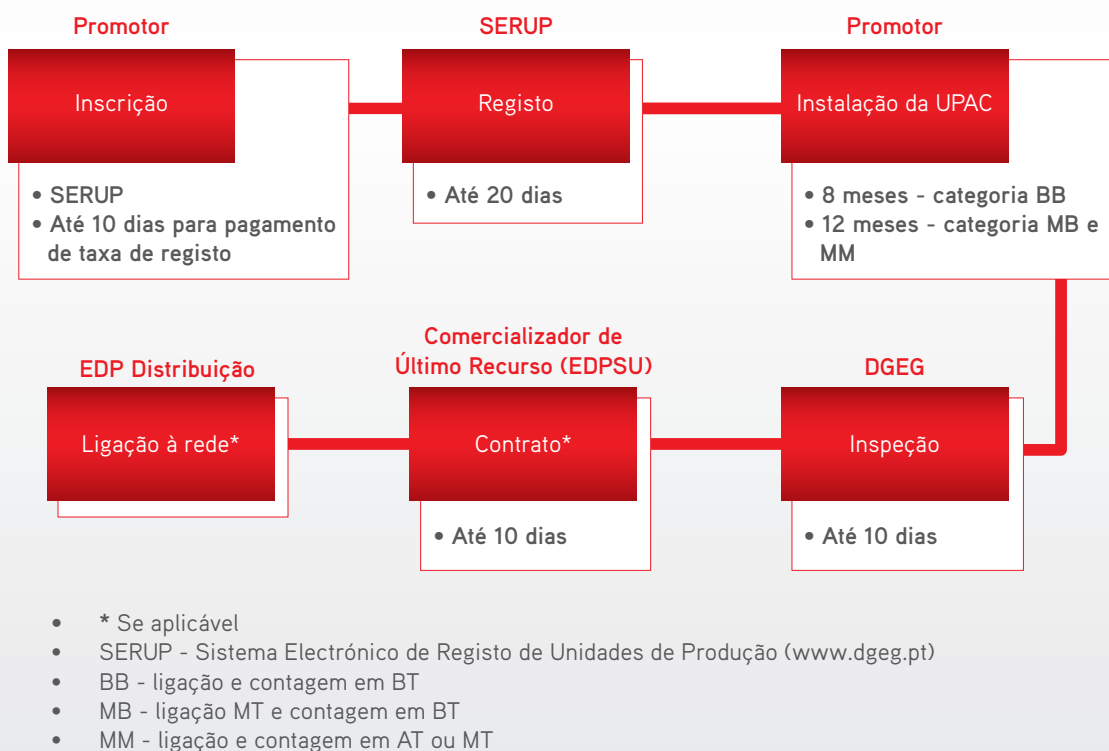 Promotor
Inscrição
• SERUP
• Até 10 dias para pagamento
de taxa de registo
SERUP
Registo
• Até 20 dias
Promotor
Instalação da UPAC
• 8 meses - categoria BB
• 12 meses - categoria MB e
MM
DGEG
Inspeção
• Até 10 dias
Comercializador de
Último Recurso (EDPSU)
Contrato*
• Até 10 dias
EDP Distribuição
Ligação à rede*
• * Se aplicável
• SERUP - Sistema Electrónico de Registo de Unidades de Produção (www.dgeg.pt)
• BB - ligação e contagem em BT
• MB - ligação MT e contagem em BT
• MM - ligação e contagem em AT ou MT